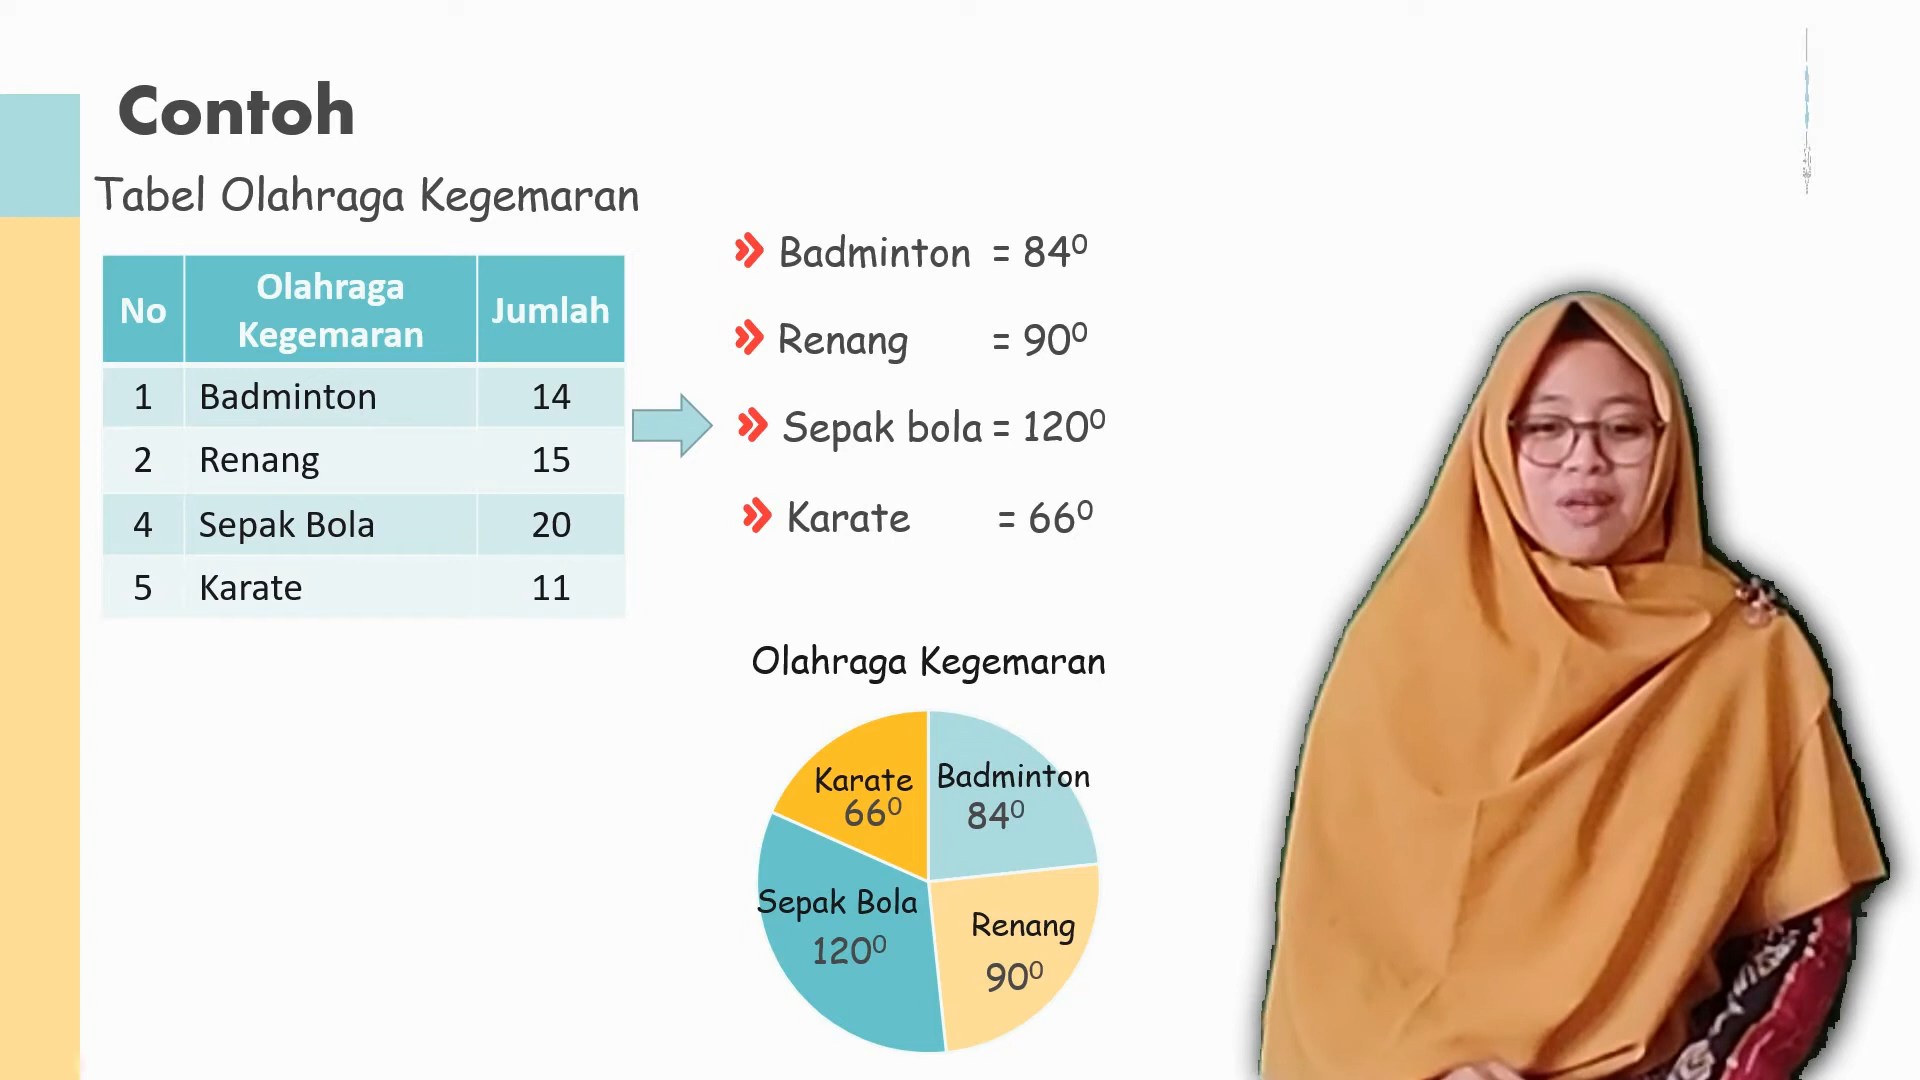 Contoh
Tabel Olahraga Kegemaran
No Olahraga Kegemaran Jumlah
1 Badminton 14
2 Renang 15
4 Sepak Bola 20
5 Karate 11
Badminton = 84⁰
Renang = 90⁰
Sepak bola = 120⁰
Karate = 66⁰
Olahraga Kegemaran
Karate
66⁰
Badminton
84⁰
Sepak Bola
120⁰
Renang
90⁰